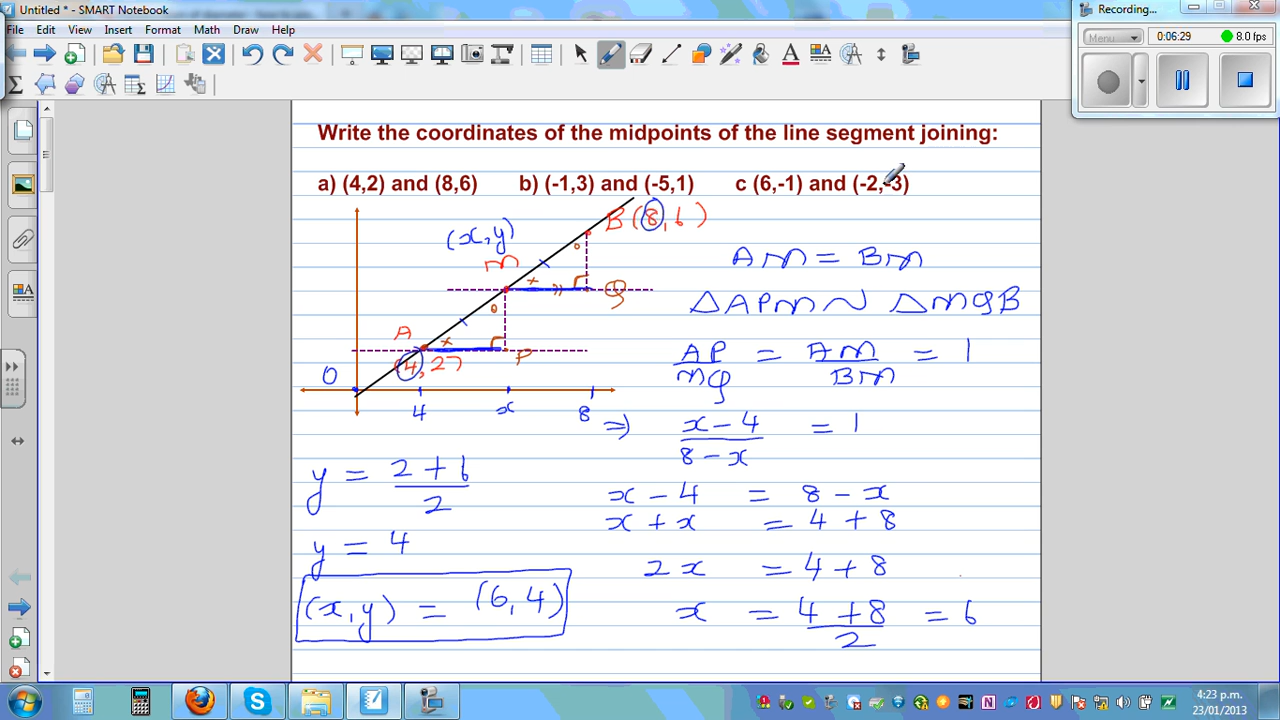 Untitled * - SMART Notebook
Recording...
File Edit View Insert Format Math Draw Help
Menu
0:06:29
8.0 fps
Write the coordinates of the midpoints of the line segment joining:
a) (4,2) and (8,6) b) (-1,3) and (-5,1) c (6,-1) and (-2,-3)
B (8,6)
(x,y)
M
AM = BM
Q
△APM ~ △MQB
A
(4,2)
P
AP/MQ = AM/BM = 1
O
4 x 8
⇒ x-4/8-x = 1
y = 2+6/2
x-4 = 8-x
x+x = 4+8
y = 4
2x = 4+8
(x,y) = (6,4)
x = 4+8/2 = 6
4:23 p.m.
23/01/2013